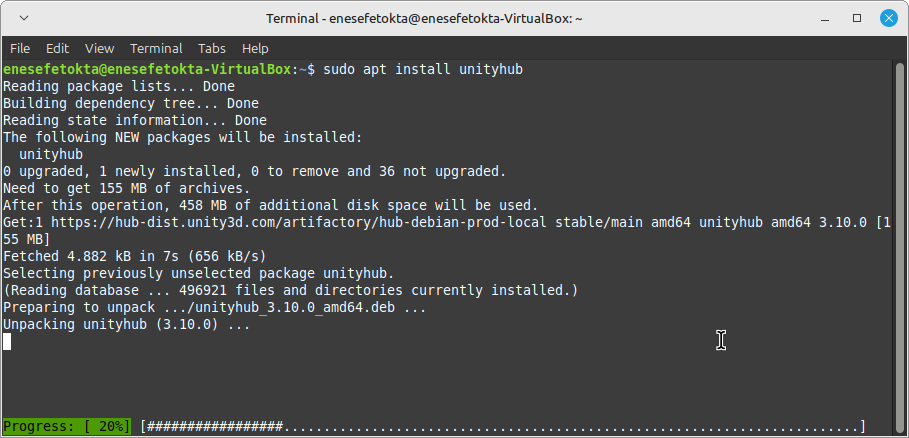 Terminal - enesefetokta@enesefetokta-VirtualBox: ~
File Edit View Terminal Tabs Help
enesefetokta@enesefetokta-VirtualBox:~$ sudo apt install unityhub
Reading package lists... Done
Building dependency tree... Done
Reading state information... Done
The following NEW packages will be installed:
  unityhub
0 upgraded, 1 newly installed, 0 to remove and 36 not upgraded.
Need to get 155 MB of archives.
After this operation, 458 MB of additional disk space will be used.
Get:1 https://hub-dist.unity3d.com/artifactory/hub-debian-prod-local stable/main amd64 unityhub amd64 3.10.0 [1
55 MB]
Fetched 4.882 kB in 7s (656 kB/s)
Selecting previously unselected package unityhub.
(Reading database ... 496921 files and directories currently installed.)
Preparing to unpack .../unityhub_3.10.0_amd64.deb ...
Unpacking unityhub (3.10.0) ...
Progress: [ 20%] [#################........................................................................]